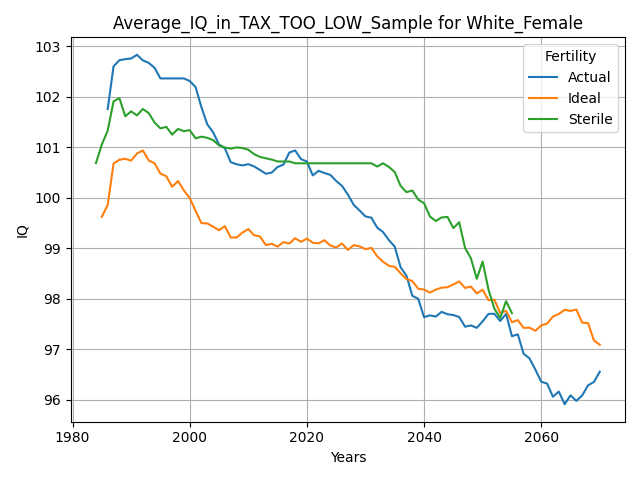 Average_IQ_in_TAX_TOO_LOW_Sample for White_Female
Fertility
Actual
Ideal
Sterile
103
102
101
100
99
98
97
96
IQ
1980
2000
2020
2040
2060
Years